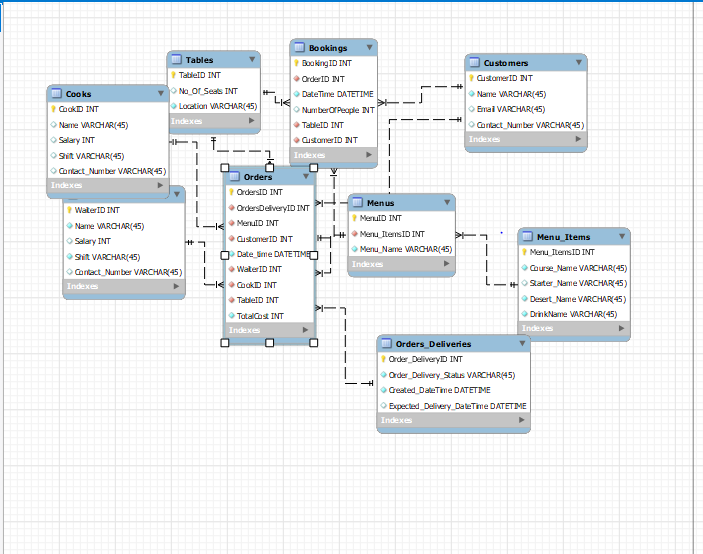 Bookings
BookingID INT
OrderID INT
DateTime DATETIME
NumberOfPeople INT
TableID INT
CustomerID INT
Indexes
Tables
TableID INT
No_Of_Seats INT
Location VARCHAR(45)
Indexes
Customers
CustomerID INT
Name VARCHAR(45)
Email VARCHAR(45)
Contact_Number VARCHAR(45)
Indexes
Cooks
CookID INT
Name VARCHAR(45)
Salary INT
Shift VARCHAR(45)
Contact_Number VARCHAR(45)
Indexes
WaiterID INT
Name VARCHAR(45)
Salary INT
Shift VARCHAR(45)
Contact_Number VARCHAR(45)
Indexes
Orders
OrdersID INT
OrdersDeliveryID INT
MenuID INT
CustomerID INT
Date_time DATETIME
WaiterID INT
CookID INT
TableID INT
TotalCost INT
Indexes
Menus
MenuID INT
Menu_ItemsID INT
Menu_Name VARCHAR(45)
Indexes
Menu_Items
Menu_ItemsID INT
Course_Name VARCHAR(45)
Starter_Name VARCHAR(45)
Desert_Name VARCHAR(45)
DrinkName VARCHAR(45)
Indexes
Orders_Deliveries
Order_DeliveryID INT
Order_Delivery_Status VARCHAR(45)
Created_DateTime DATETIME
Expected_Delivery_DateTime DATETIME
Indexes